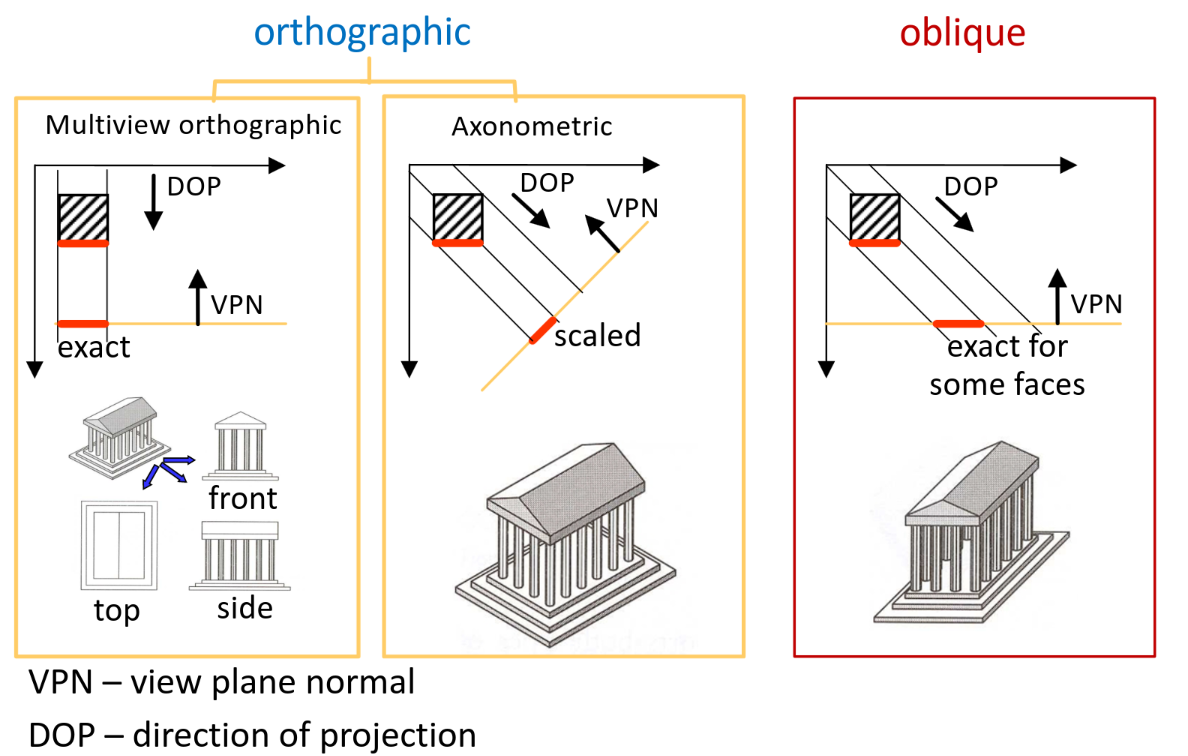 orthographic
oblique
Multiview orthographic
DOP
VPN
exact
front
top
side
Axonometric
DOP
VPN
scaled
DOP
VPN
exact for
some faces
VPN – view plane normal
DOP – direction of projection